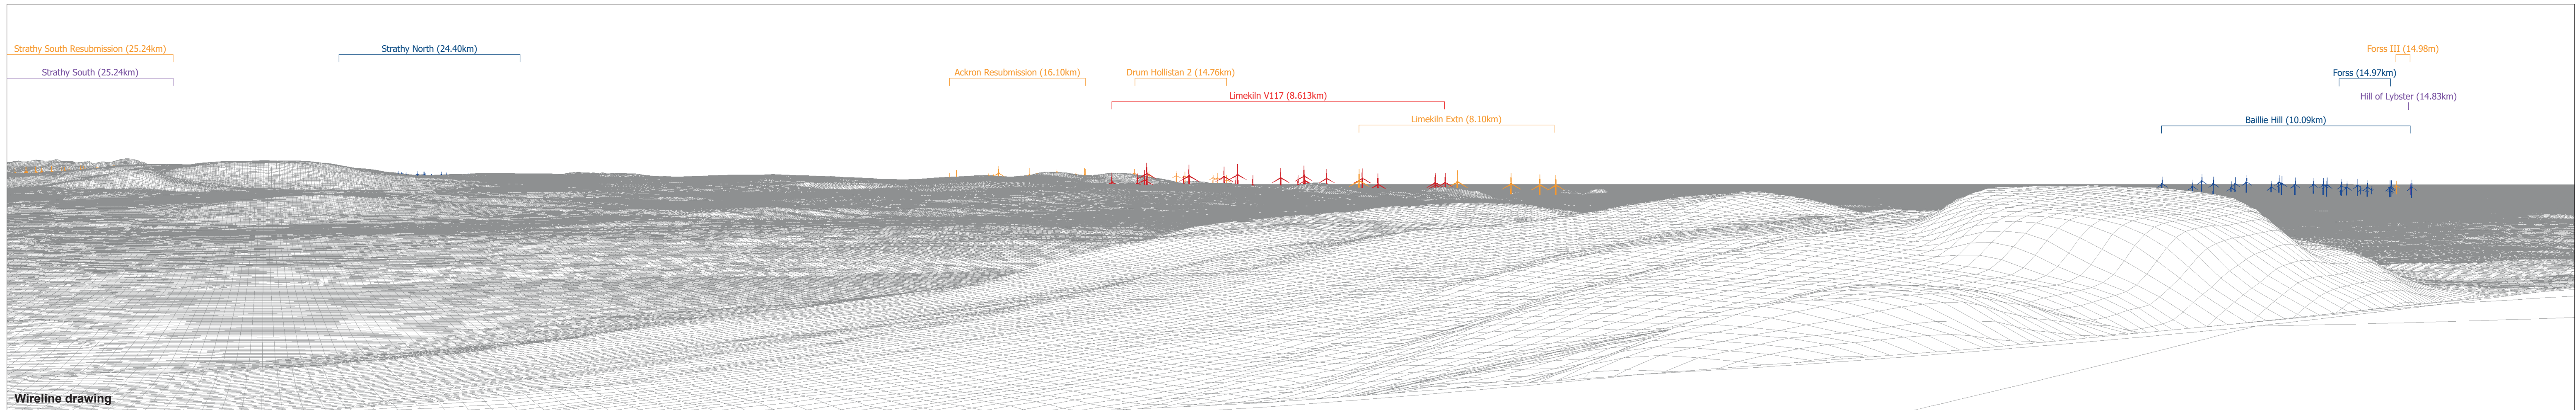 Strathy South Resubmission (25.24km)
Strathy South (25.24km)
Strathy North (24.40km)
Ackron Resubmission (16.10km)
Drum Hollistan 2 (14.76km)
Limekiln V117 (8.613km)
Limekiln Extn (8.10km)
Forss III (14.98m)
Forss (14.97km)
Hill of Lybster (14.83km)
Baillie Hill (10.09km)
Wireline drawing